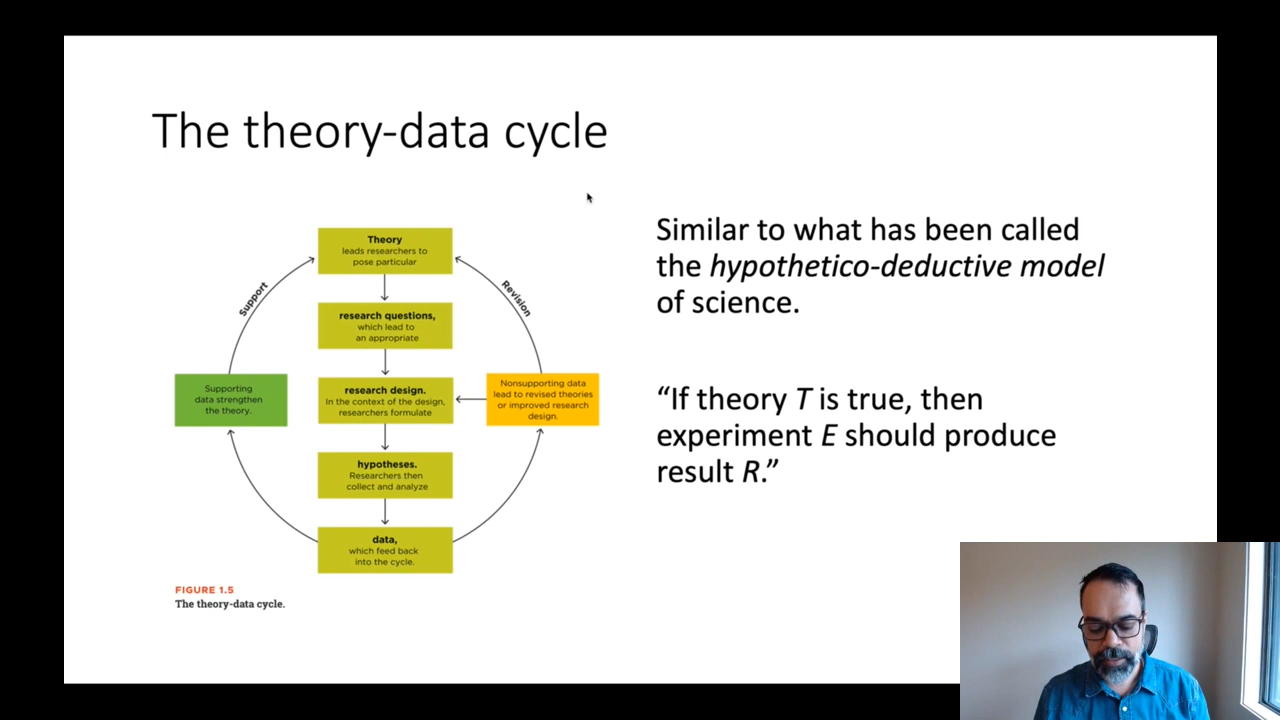 The theory-data cycle
Theory
leads researchers to
pose particular
research questions,
which lead to
an appropriate
research design.
In the context of the design,
researchers formulate
hypotheses.
Researchers then
collect and analyze
data,
which feed back
into the cycle.
Support
Supporting
data strengthen
the theory.
Revision
Nonsupporting data
lead to revised theories
or improved research
design.
FIGURE 1.5
The theory-data cycle.
Similar to what has been called
the hypothetico-deductive model
of science.
“If theory T is true, then
experiment E should produce
result R.”